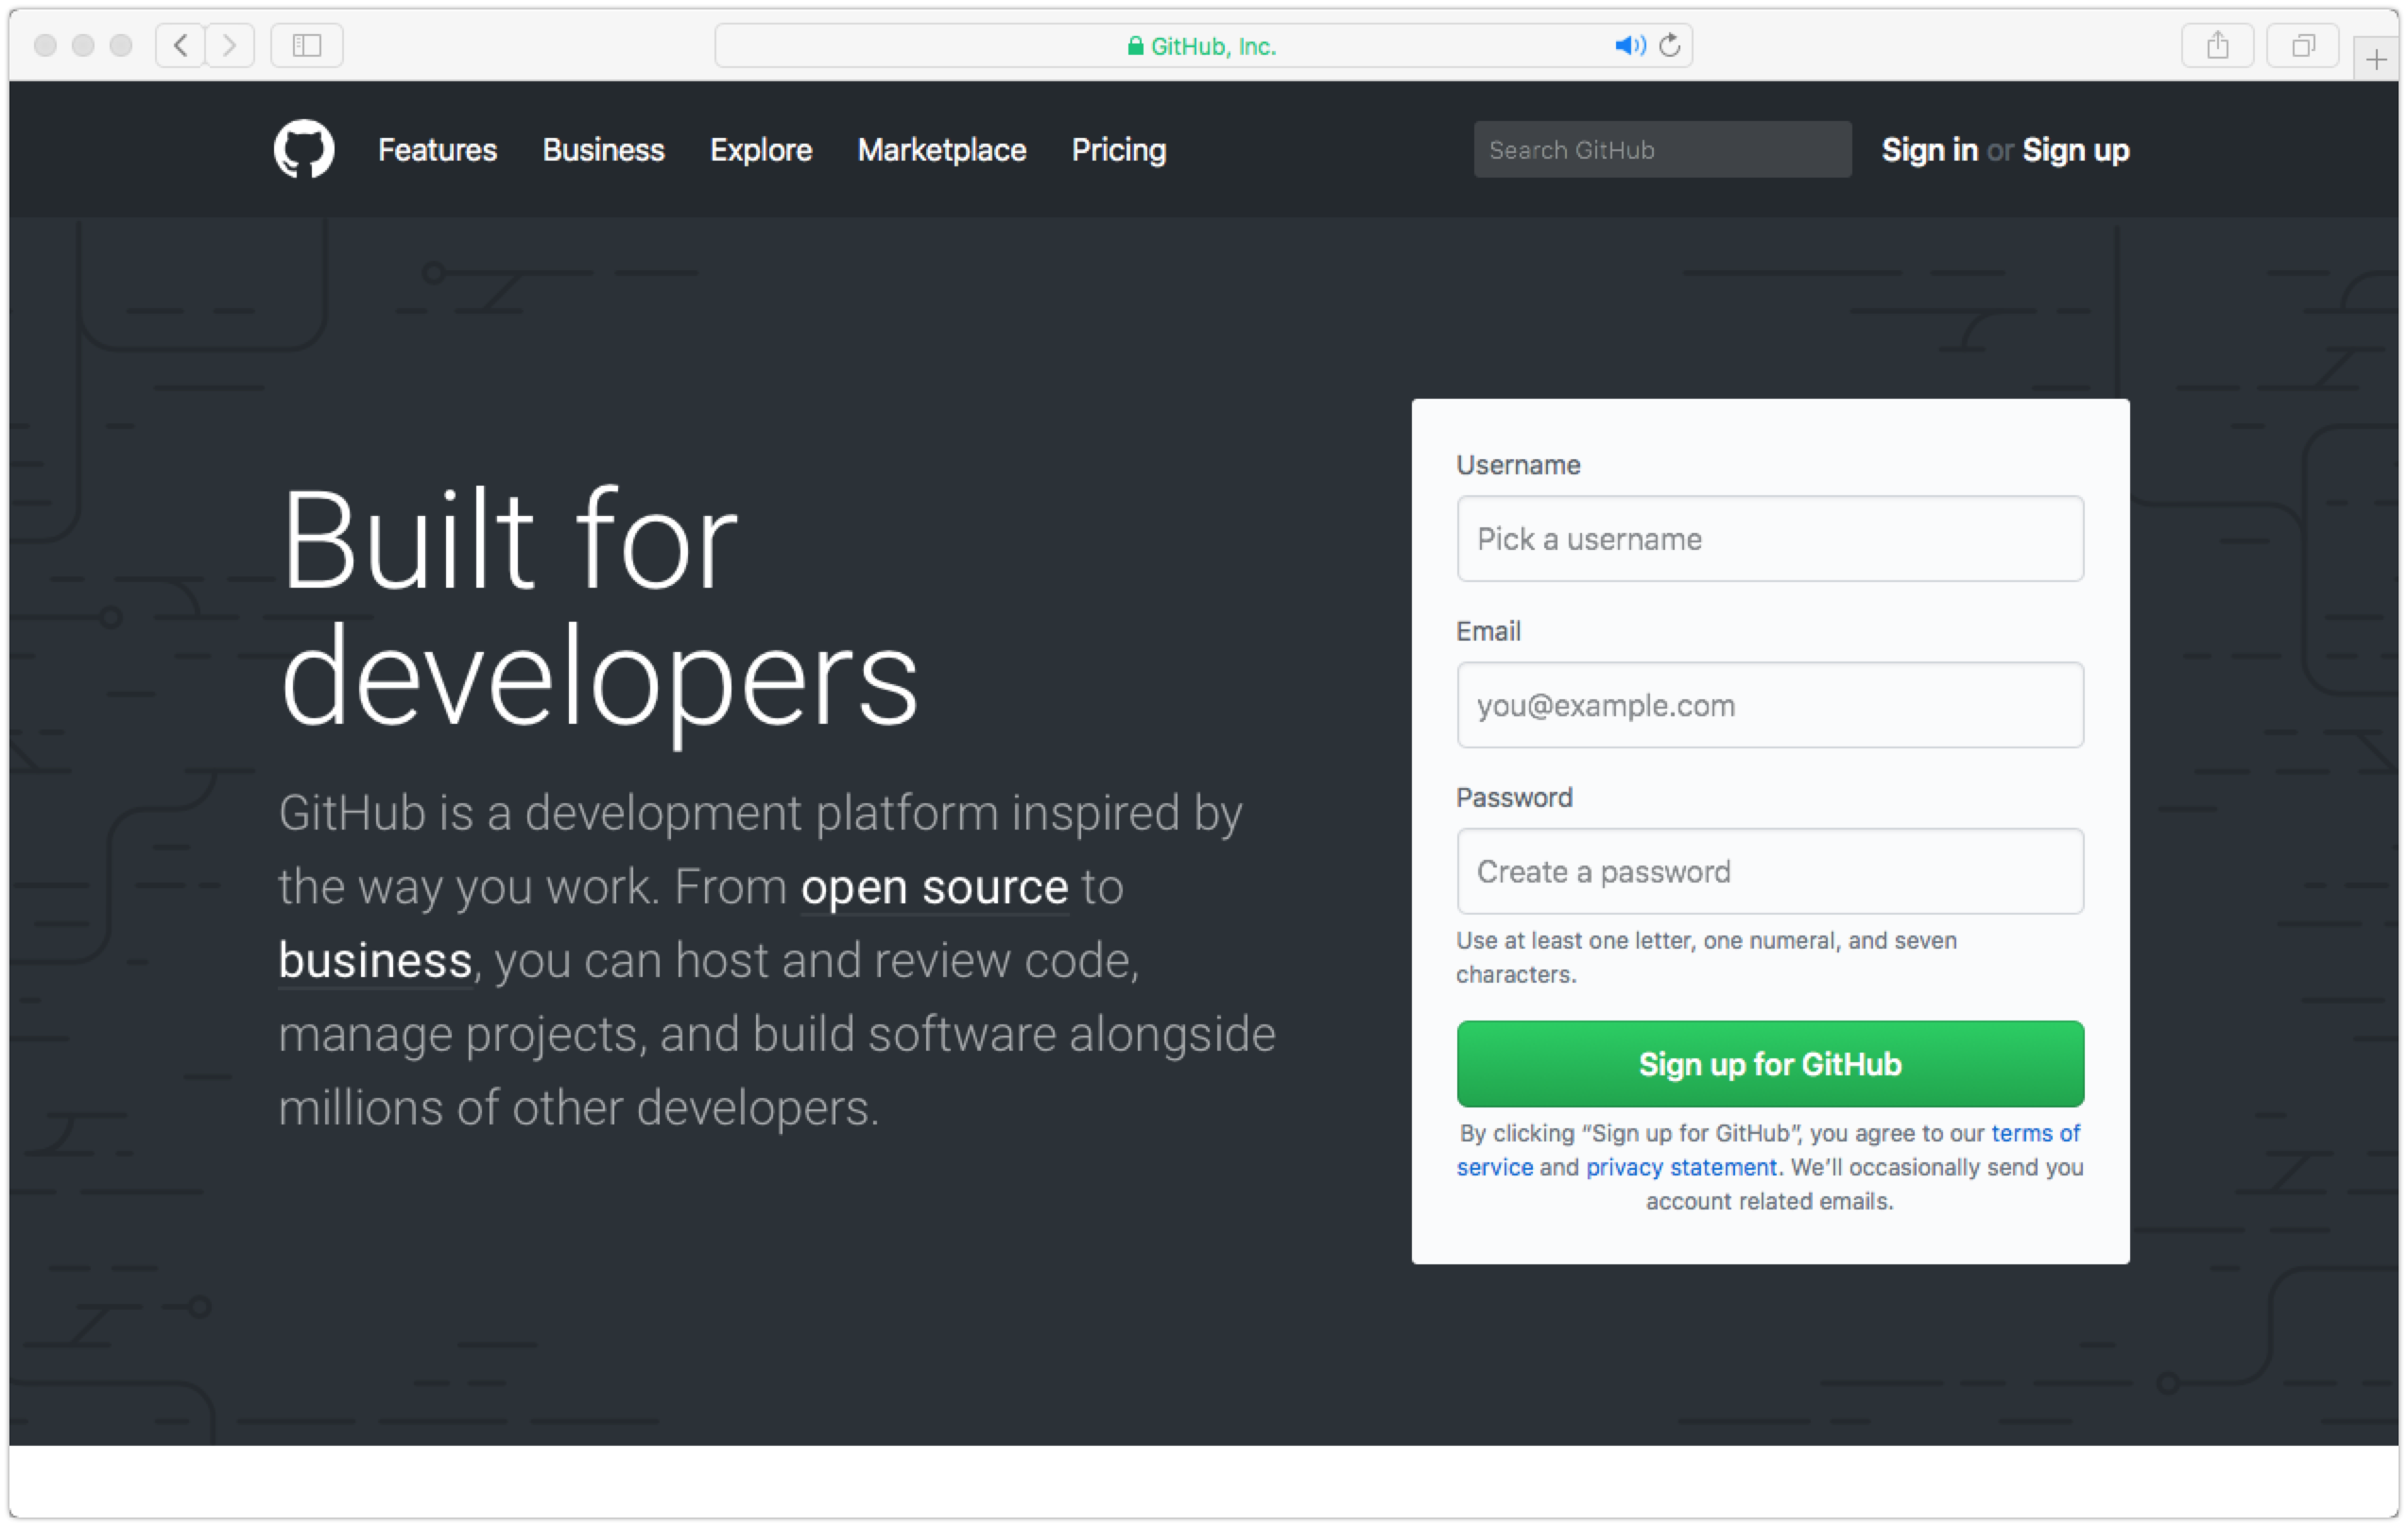 GitHub, Inc.
Features Business Explore Marketplace Pricing Search GitHub Sign in or Sign up
Built for
developers
GitHub is a development platform inspired by
the way you work. From open source to
business, you can host and review code,
manage projects, and build software alongside
millions of other developers.
Username
Pick a username
Email
you@example.com
Password
Create a password
Use at least one letter, one numeral, and seven
characters.
Sign up for GitHub
By clicking “Sign up for GitHub”, you agree to our terms of
service and privacy statement. We’ll occasionally send you
account related emails.